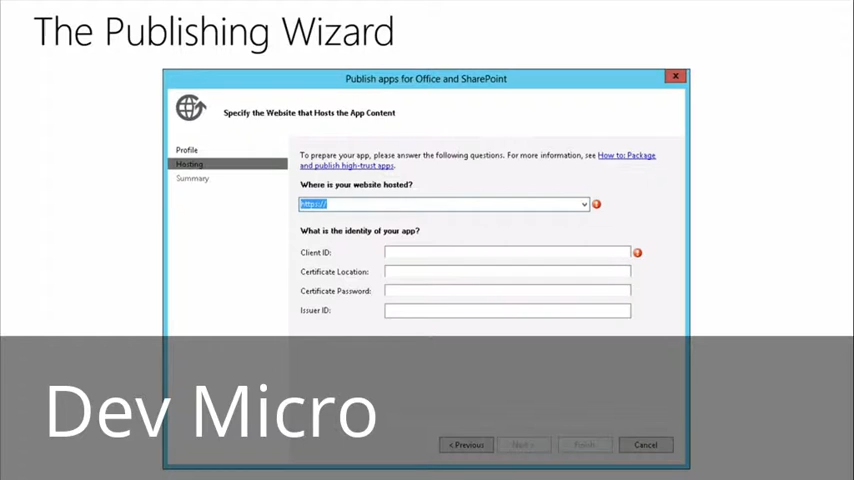 The Publishing Wizard
Publish apps for Office and SharePoint
x
Specify the Website that Hosts the App Content
Profile
Hosting
Summary
To prepare your app, please answer the following questions. For more information, see How to: Package
and publish high-trust apps.
Where is your website hosted?
https://
What is the identity of your app?
Client ID:
Certificate Location:
Certificate Password:
Issuer ID:
Dev Micro
< Previous
Next >
Finish
Cancel